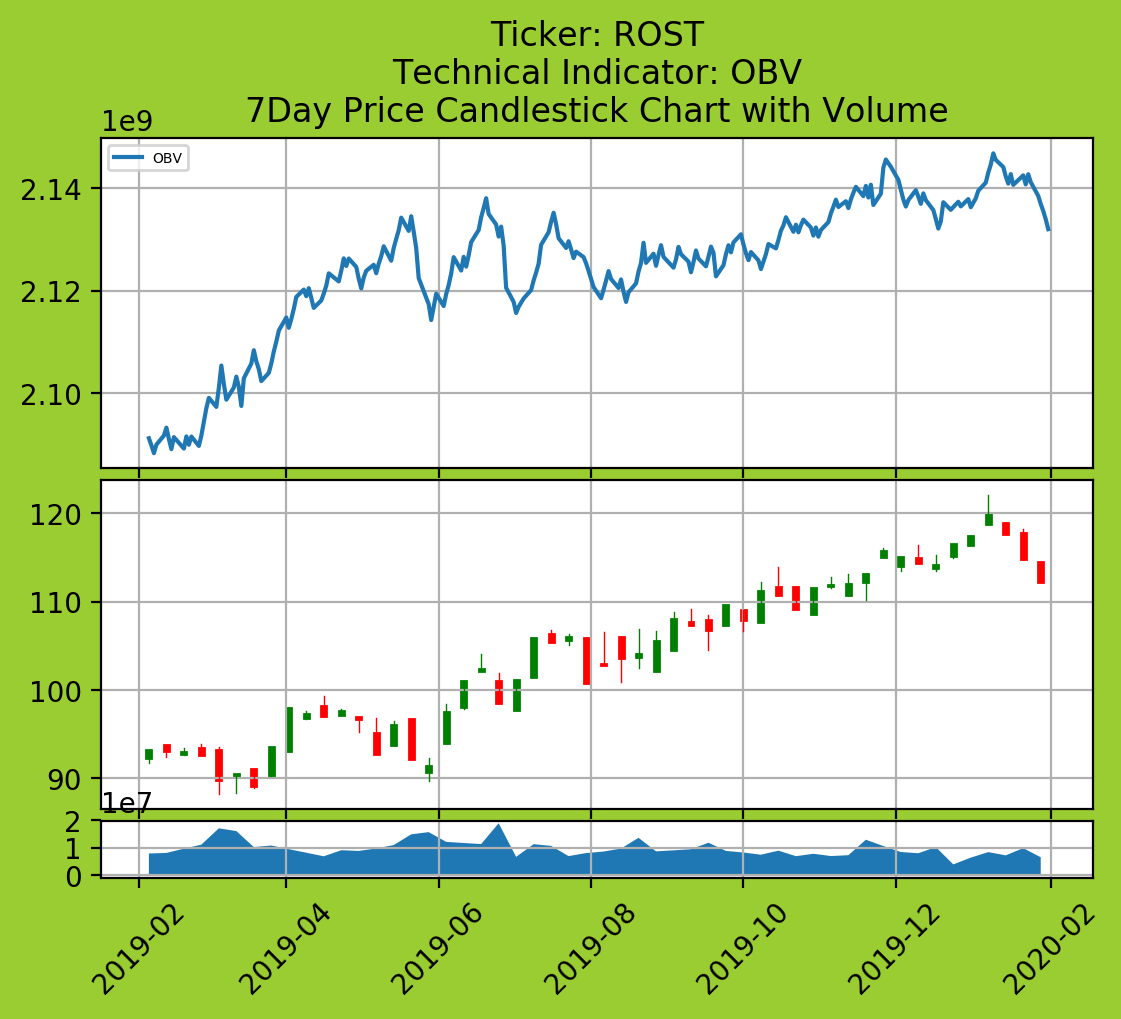 Ticker: ROST
Technical Indicator: OBV
7Day Price Candlestick Chart with Volume
1e9
OBV
2.14
2.12
2.10
120
110
100
90
1e7
2
1
0
2019-02
2019-04
2019-06
2019-08
2019-10
2019-12
2020-02